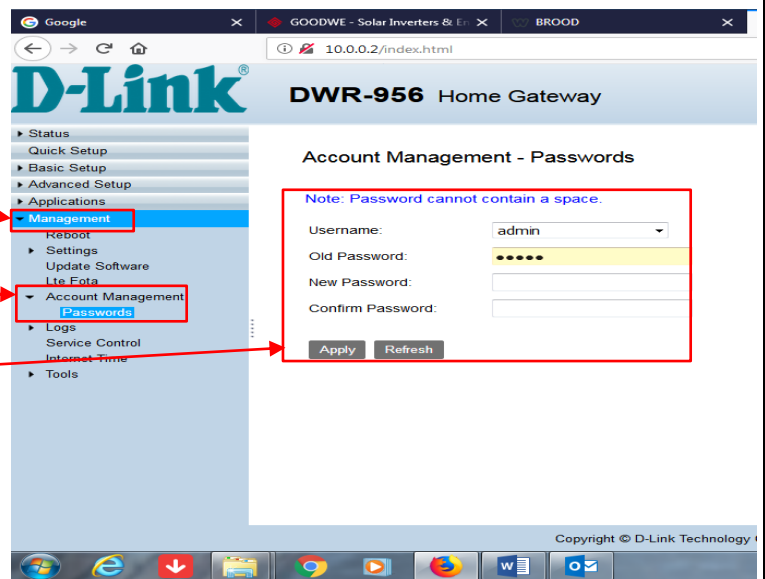 Google
GOODWE - Solar Inverters & En
BROOD
10.0.0.2/index.html
D-Link®
DWR-956 Home Gateway
Status
Quick Setup
Basic Setup
Advanced Setup
Applications
Management
Reboot
Settings
Update Software
Lte Fota
Account Management
Passwords
Logs
Service Control
Internet Time
Tools
Account Management - Passwords
Note: Password cannot contain a space.
Username: admin
Old Password: •••••
New Password:
Confirm Password:
Apply Refresh
Copyright © D-Link Technology